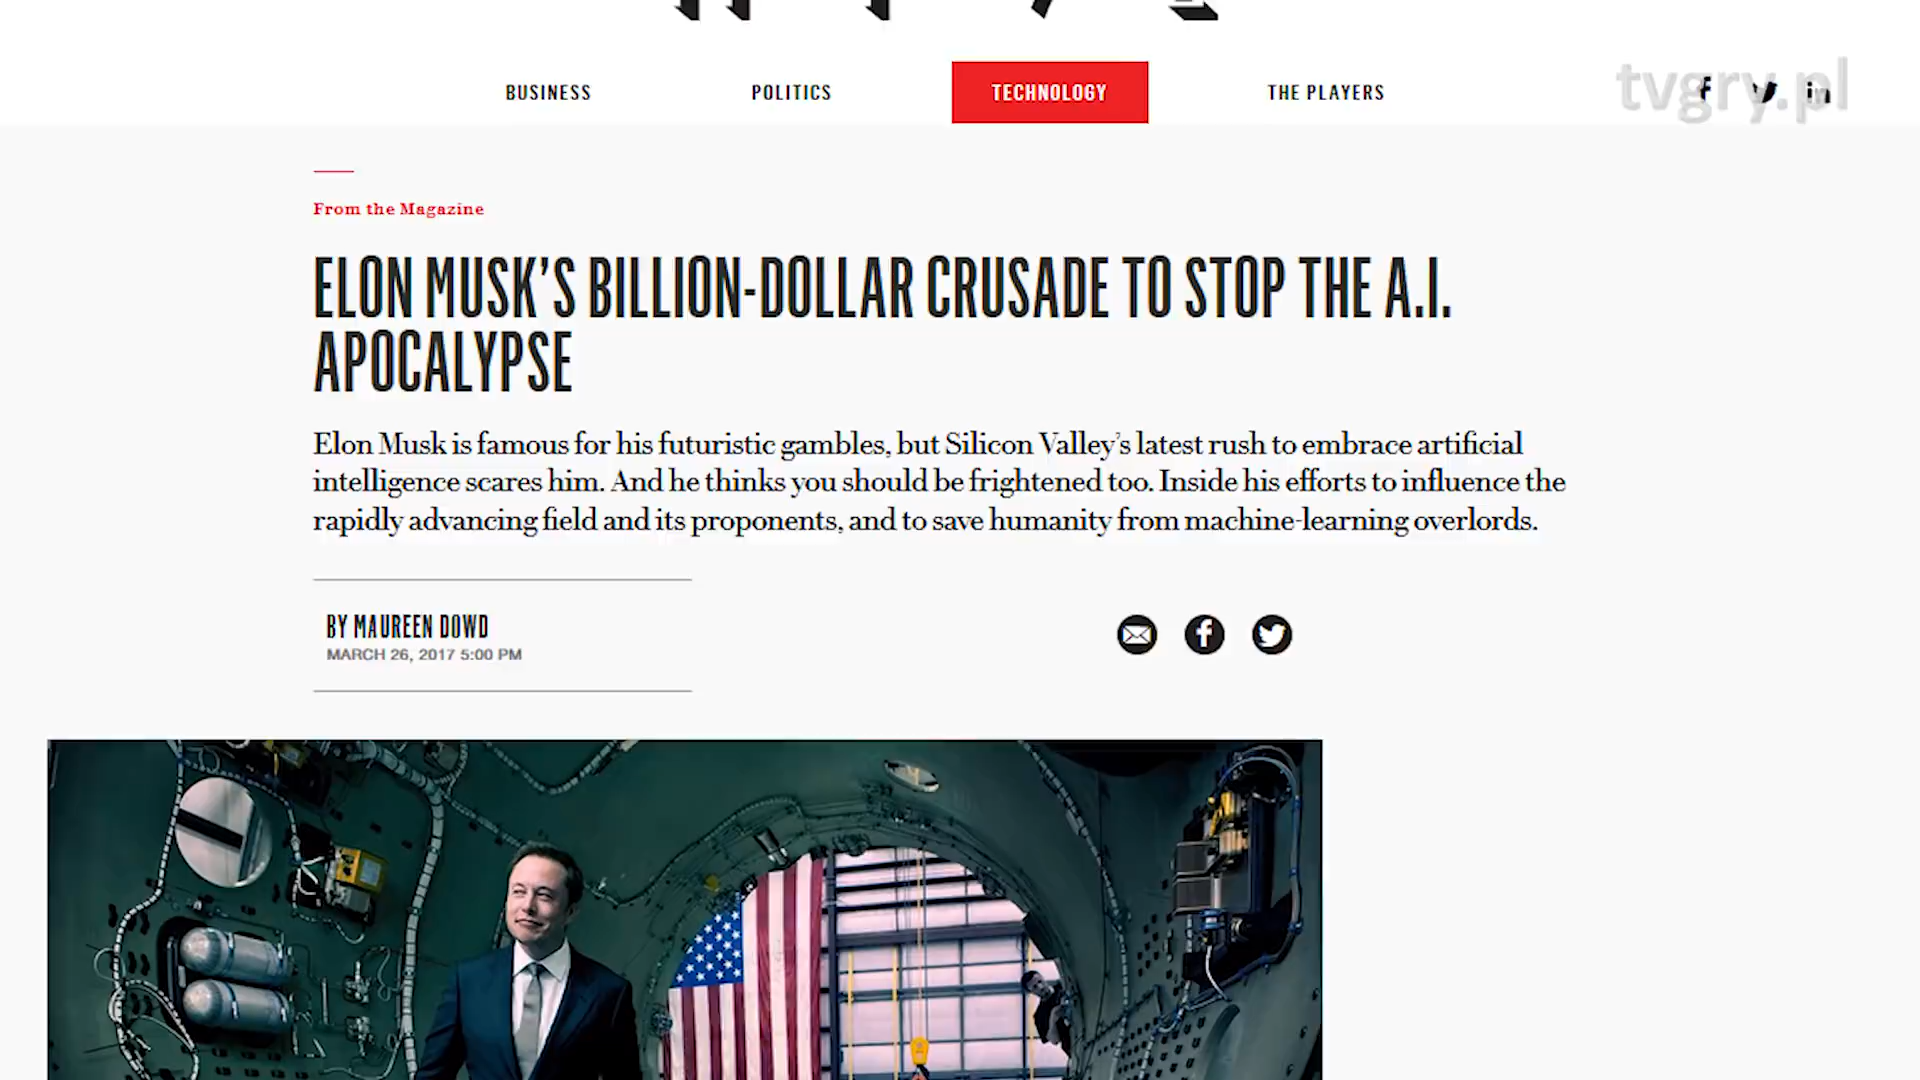 BUSINESS POLITICS TECHNOLOGY THE PLAYERS
tvgry.pl
From the Magazine
ELON MUSK’S BILLION-DOLLAR CRUSADE TO STOP THE A.I.
APOCALYPSE
Elon Musk is famous for his futuristic gambles, but Silicon Valley’s latest rush to embrace artificial
intelligence scares him. And he thinks you should be frightened too. Inside his efforts to influence the
rapidly advancing field and its proponents, and to save humanity from machine-learning overlords.
BY MAUREEN DOWD
MARCH 26, 2017 5:00 PM